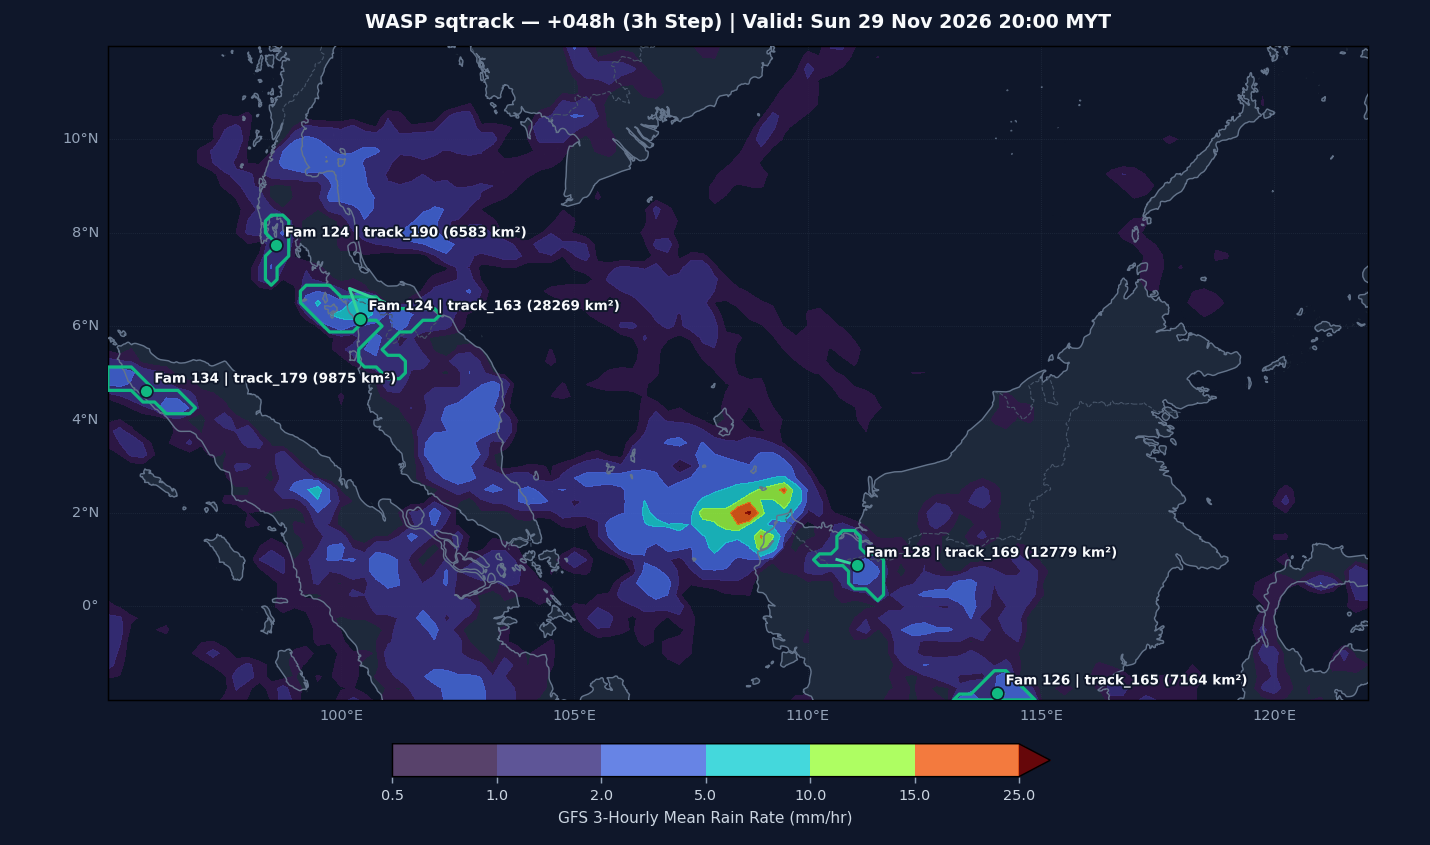 WASP sqtrack — +048h (3h Step) | Valid: Sun 29 Nov 2026 20:00 MYT
10°N
8°N
6°N
4°N
2°N
0°
Fam 124 | track_190 (6583 km²)
Fam 124 | track_163 (28269 km²)
Fam 134 | track_179 (9875 km²)
Fam 128 | track_169 (12779 km²)
Fam 126 | track_165 (7164 km²)
100°E 105°E 110°E 115°E 120°E
0.5 1.0 2.0 5.0 10.0 15.0 25.0
GFS 3-Hourly Mean Rain Rate (mm/hr)